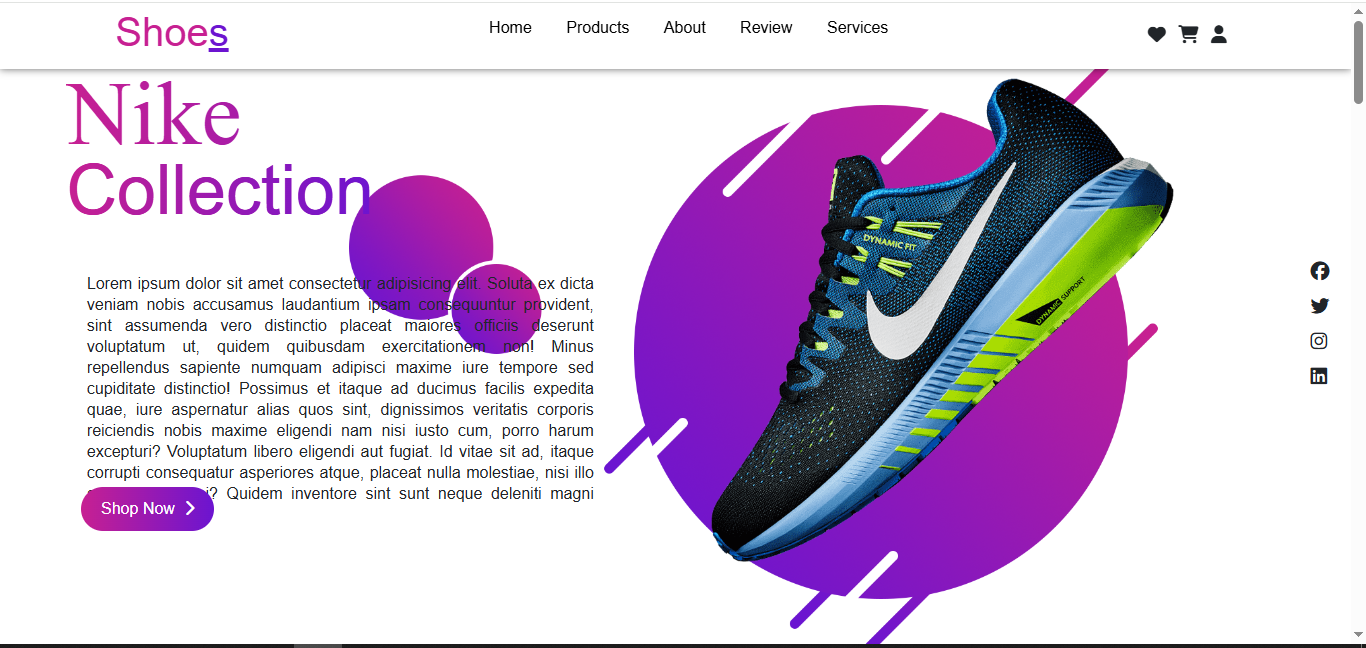 Shoes
Home Products About Review Services
Nike
Collection
Lorem ipsum dolor sit amet consectetur adipisicing elit. Soluta ex dicta
veniam nobis accusamus laudantium ipsam consequuntur provident,
sint assumenda vero distinctio placeat maiores officiis deserunt
voluptatum ut, quidem quibusdam exercitationem non! Minus
repellendus sapiente numquam adipisci maxime iure tempore sed
cupiditate distinctio! Possimus et itaque ad ducimus facilis expedita
quae, iure aspernatur alias quos sint, dignissimos veritatis corporis
reiciendis nobis maxime eligendi nam nisi iusto cum, porro harum
excepturi? Voluptatum libero eligendi aut fugiat. Id vitae sit ad, itaque
corrupti consequatur asperiores atque, placeat nulla molestiae, nisi illo
Quidem inventore sint sunt neque deleniti magni
Shop Now
DYNAMIC FIT
DYNAMIC SUPPORT